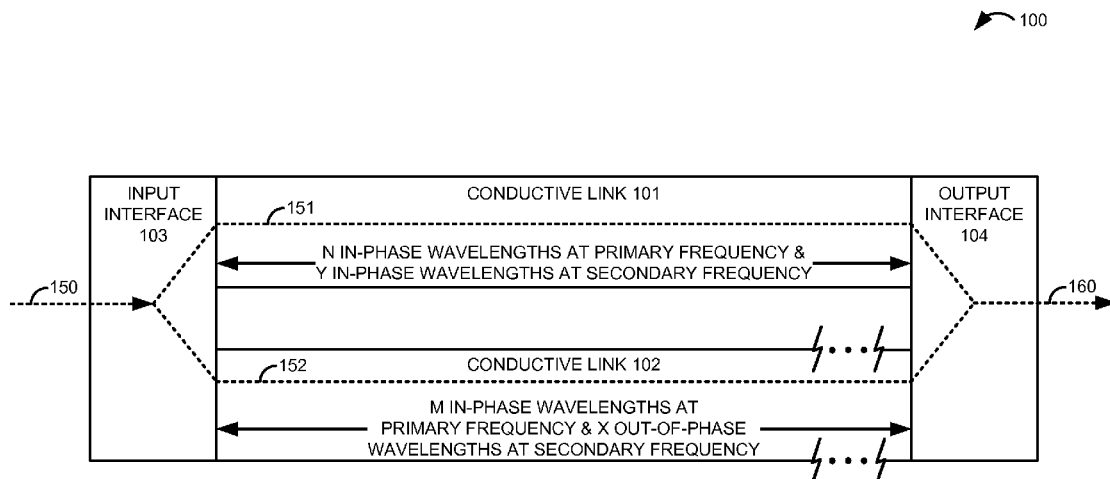 100
INPUT
INTERFACE
103
CONDUCTIVE LINK 101
OUTPUT
INTERFACE
104
151
N IN-PHASE WAVELENGTHS AT PRIMARY FREQUENCY &
Y IN-PHASE WAVELENGTHS AT SECONDARY FREQUENCY
150
160
152
CONDUCTIVE LINK 102
M IN-PHASE WAVELENGTHS AT
PRIMARY FREQUENCY & X OUT-OF-PHASE
WAVELENGTHS AT SECONDARY FREQUENCY